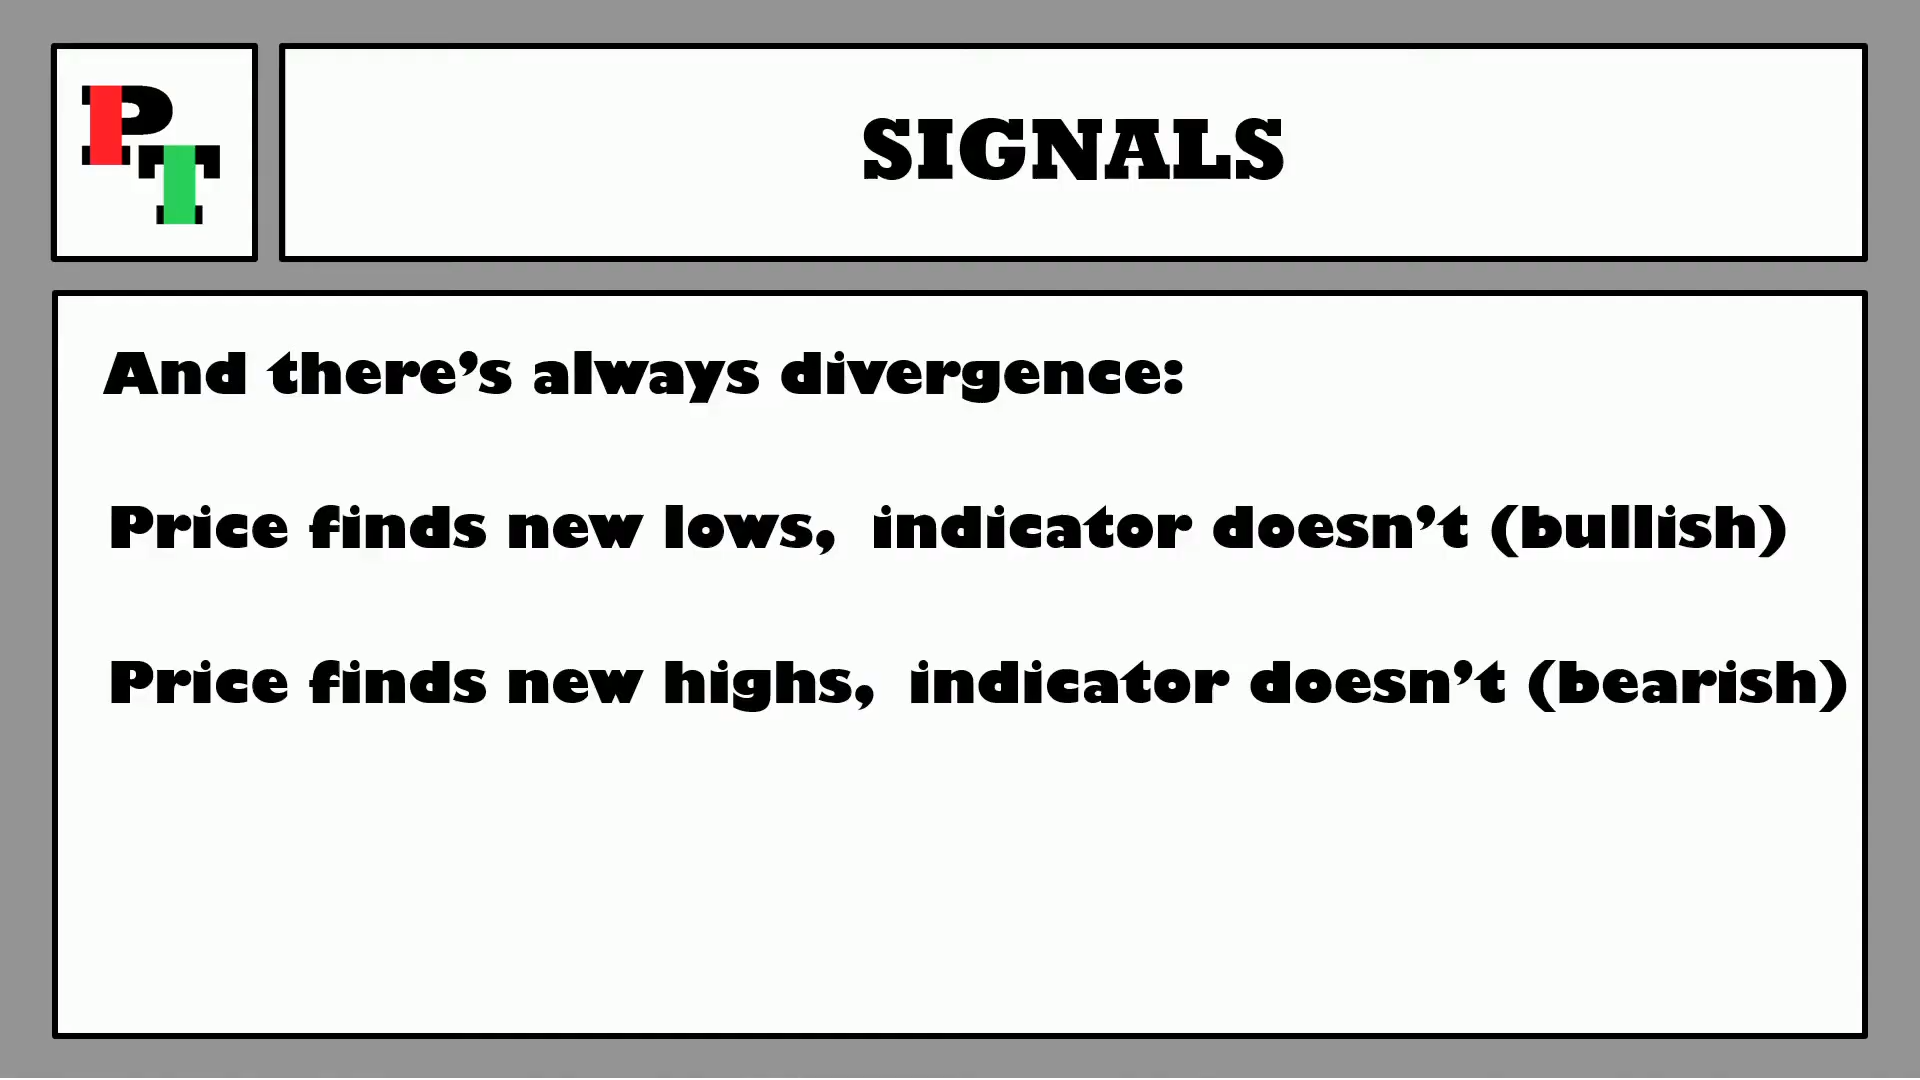 PT
SIGNALS
And there’s always divergence:
Price finds new lows, indicator doesn’t (bullish)
Price finds new highs, indicator doesn’t (bearish)